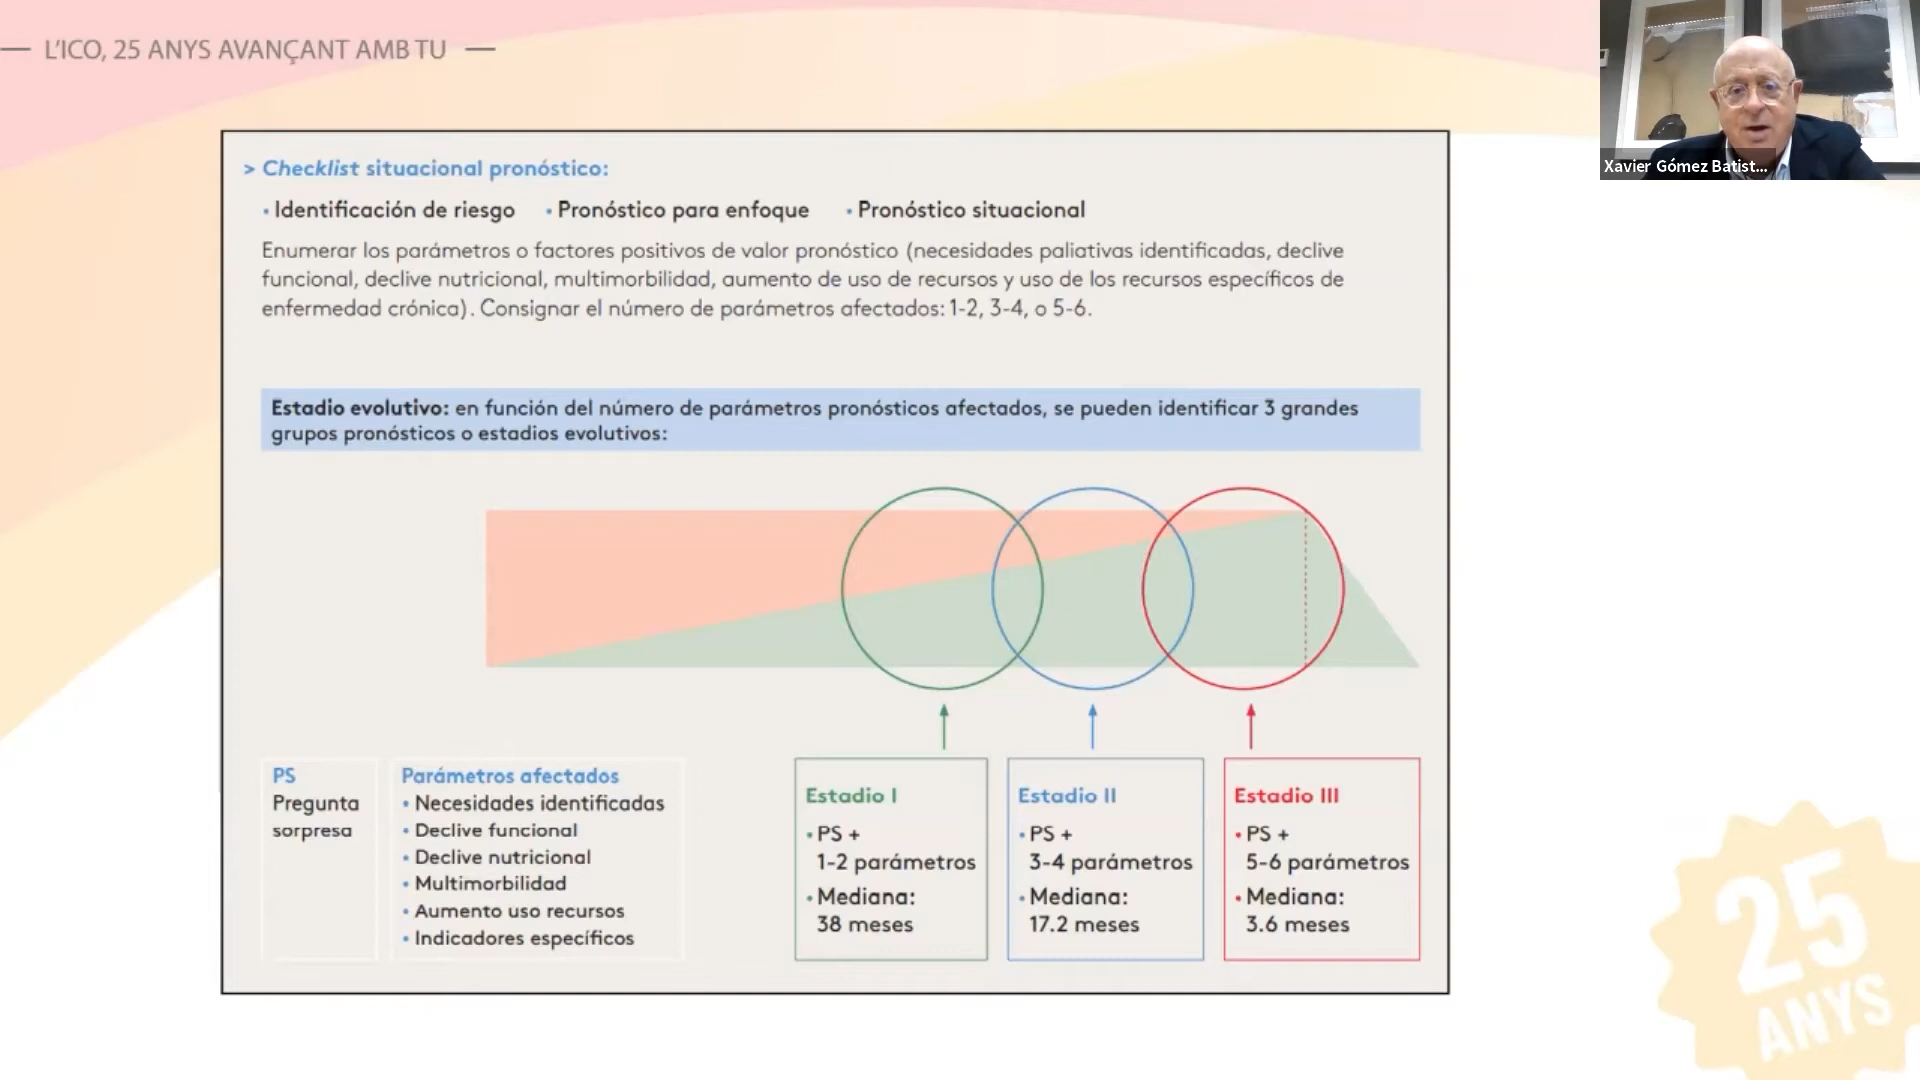 — L'ICO, 25 ANYS AVANÇANT AMB TU —
Xavier Gómez Batist...
> Checklist situacional pronóstico:
• Identificación de riesgo • Pronóstico para enfoque • Pronóstico situacional
Enumerar los parámetros o factores positivos de valor pronóstico (necesidades paliativas identificadas, declive
funcional, declive nutricional, multimorbilidad, aumento de uso de recursos y uso de los recursos específicos de
enfermedad crónica). Consignar el número de parámetros afectados: 1-2, 3-4, o 5-6.
Estadio evolutivo: en función del número de parámetros pronósticos afectados, se pueden identificar 3 grandes
grupos pronósticos o estadios evolutivos:
PS
Pregunta
sorpresa
Parámetros afectados
• Necesidades identificadas
• Declive funcional
• Declive nutricional
• Multimorbilidad
• Aumento uso recursos
• Indicadores específicos
Estadio I
• PS +
1-2 parámetros
• Mediana:
38 meses
Estadio II
• PS +
3-4 parámetros
• Mediana:
17.2 meses
Estadio III
• PS +
5-6 parámetros
• Mediana:
3.6 meses
25
ANYS